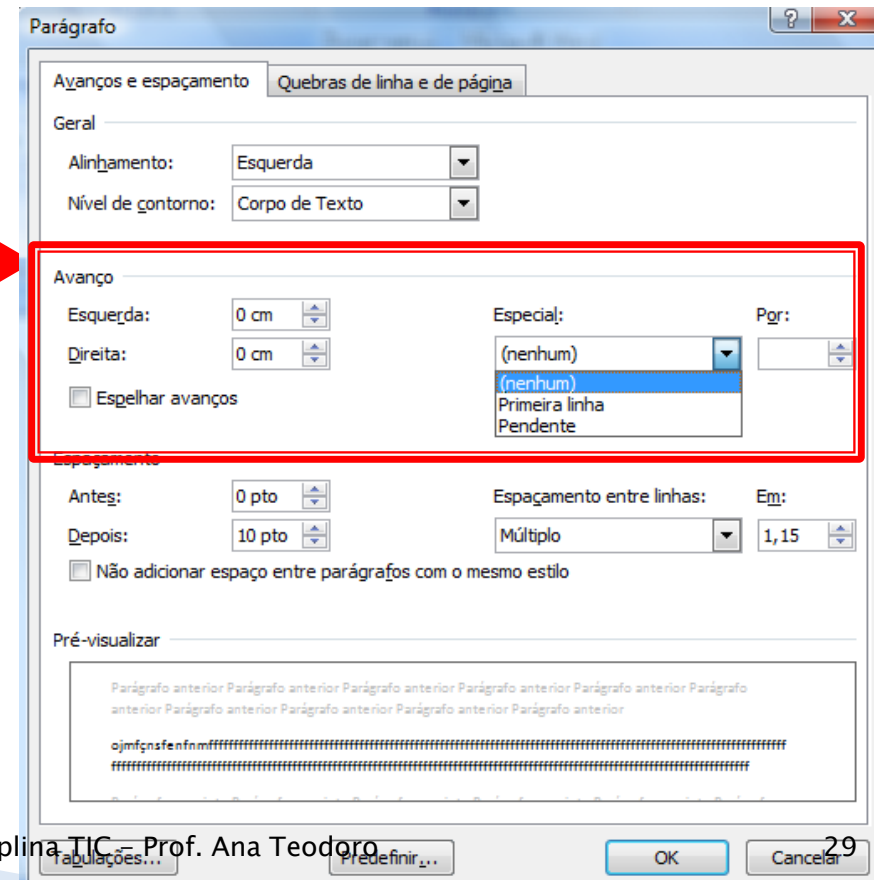 Parágrafo
Avanços e espaçamento Quebras de linha e de página
Geral
Alinhamento: Esquerda
Nível de contorno: Corpo de Texto
Avanço
Esquerda: 0 cm Especial: Por:
Direita: 0 cm (nenhum)
(nenhum)
Espelhar avanços Primeira linha
Pendente
Espaçamento
Antes: 0 pto Espaçamento entre linhas: Em:
Depois: 10 pto Múltiplo 1,15
Não adicionar espaço entre parágrafos com o mesmo estilo
Pré-visualizar
Parágrafo anterior Parágrafo anterior Parágrafo anterior Parágrafo anterior Parágrafo anterior Parágrafo
anterior Parágrafo anterior Parágrafo anterior Parágrafo anterior Parágrafo anterior
plina TIC – Prof. Ana Teodoro 29
Tabulações... Predefinir... OK Cancelar